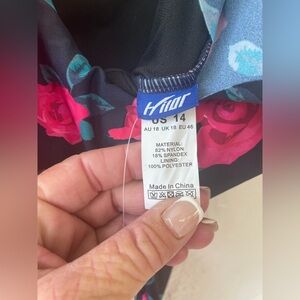 Hilor
US 14
AU 18 UK 18 EU 46
MATERIAL:
82% NYLON
18% SPANDEX
LINING:
100% POLYESTER
Made In China